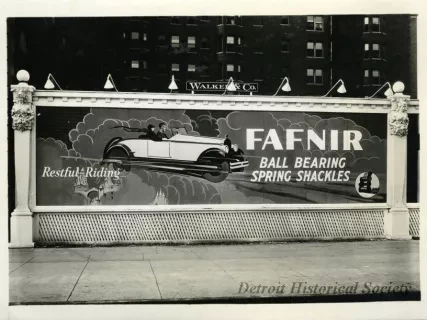 WALKER & CO.
FAFNIR
BALL BEARING
SPRING SHACKLES
Restful Riding
Detroit Historical Society